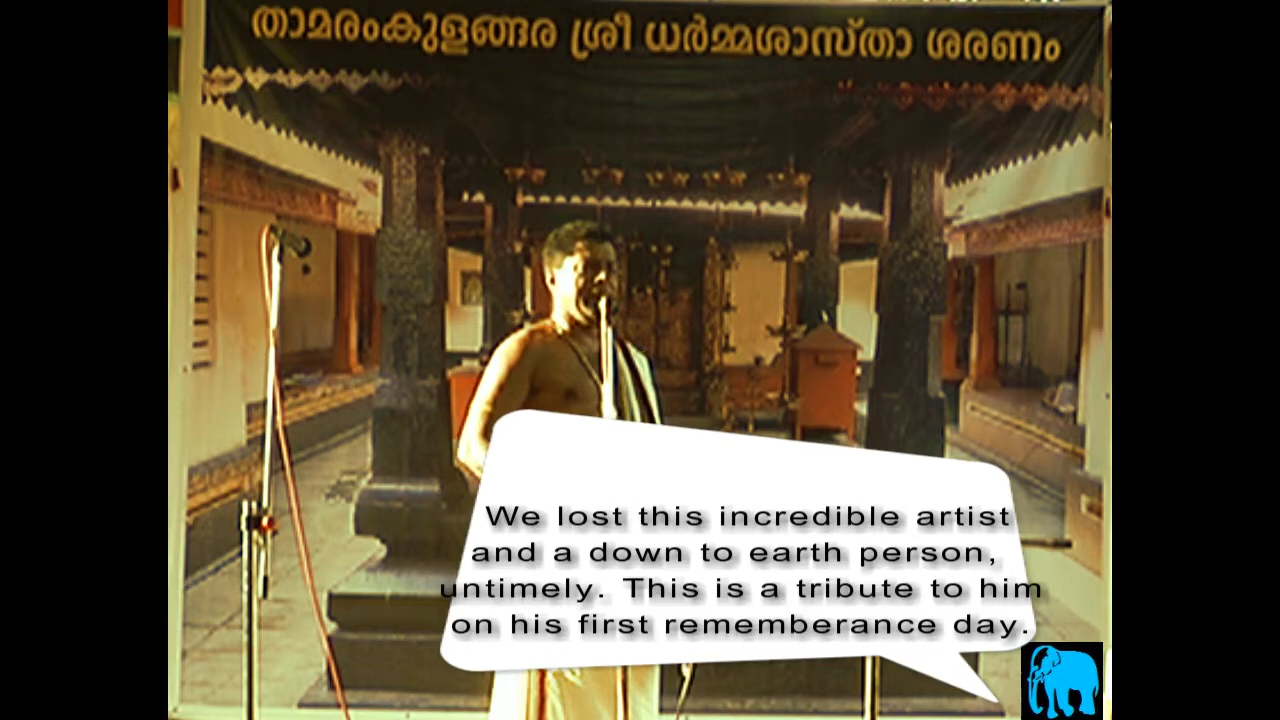 താമരംകുളങ്ങര ശ്രീ ധർമ്മശാസ്താ ശരണം
We lost this incredible artist
and a down to earth person,
untimely. This is a tribute to him
on his first rememberance day.